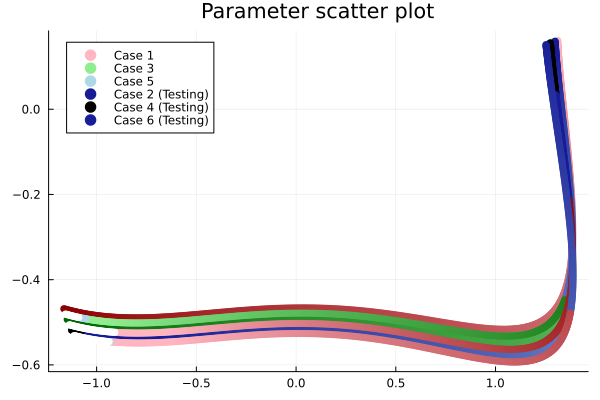 Parameter scatter plot
Case 1
Case 3
Case 5
Case 2 (Testing)
Case 4 (Testing)
Case 6 (Testing)
0.0
−0.2
−0.4
−0.6
−1.0 −0.5 0.0 0.5 1.0